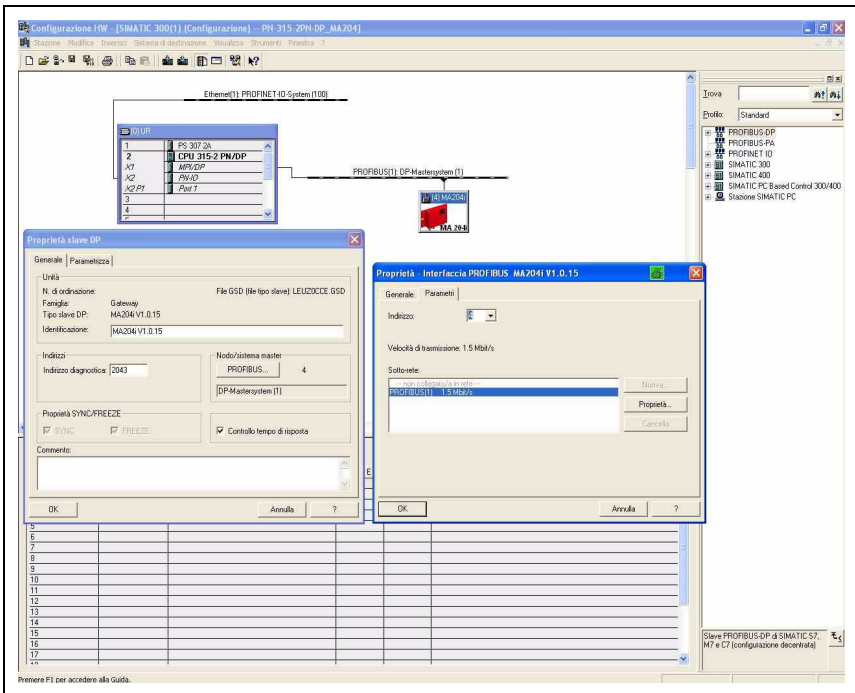 Configurazione HW - [SIMATIC 300(1) (Configurazione) -- PN-315-2PN-DP_MA204]
Stazione Modifica Inserisci Sistema di destinazione Visualizza Strumenti Finestra ?
Trova
Profilo: Standard
PROFIBUS-DP
PROFIBUS-PA
PROFINET IO
SIMATIC 300
SIMATIC 400
SIMATIC PC Based Control 300/400
Stazione SIMATIC PC
Ethernet(1): PROFINET-IO-System (100)
(0) UR
1 PS 307 2A
2 CPU 315-2 PN/DP
X1 MPI/DP
X2 PN-IO
X2 P1 Port 1
3
4
PROFIBUS(1): DP-Mastersystem (1)
(4) MA204i
MA 204i
Proprietà slave DP
Generale Parametrizza
Unità
N. di ordinazione: File GSD (file tipo slave): LEUZ0CCE.GSD
Famiglia: Gateway
Tipo slave DP: MA204i V1.0.15
Identificazione: MA204i V1.0.15
Indirizzi
Indirizzo diagnostica: 2043
Nodo/sistema master
PROFIBUS... 4
DP-Mastersystem (1)
Proprietà SYNC/FREEZE
SYNC FREEZE
Controllo tempo di risposta
Commento:
OK Annulla ?
Proprietà - Interfaccia PROFIBUS MA204i V1.0.15
Generale Parametri
Indirizzo: 4
Velocità di trasmissione: 1.5 Mbit/s
Sotto-rete:
--- non collegato/a in rete ---
PROFIBUS(1) 1.5 Mbit/s
Nuova...
Proprietà...
Cancella
OK Annulla ?
E
5
6
7
8
9
10
11
12
13
14
15
16
17
Slave PROFIBUS-DP di SIMATIC S7, M7 e C7 (configurazione decentrata)
Premere F1 per accedere alla Guida.